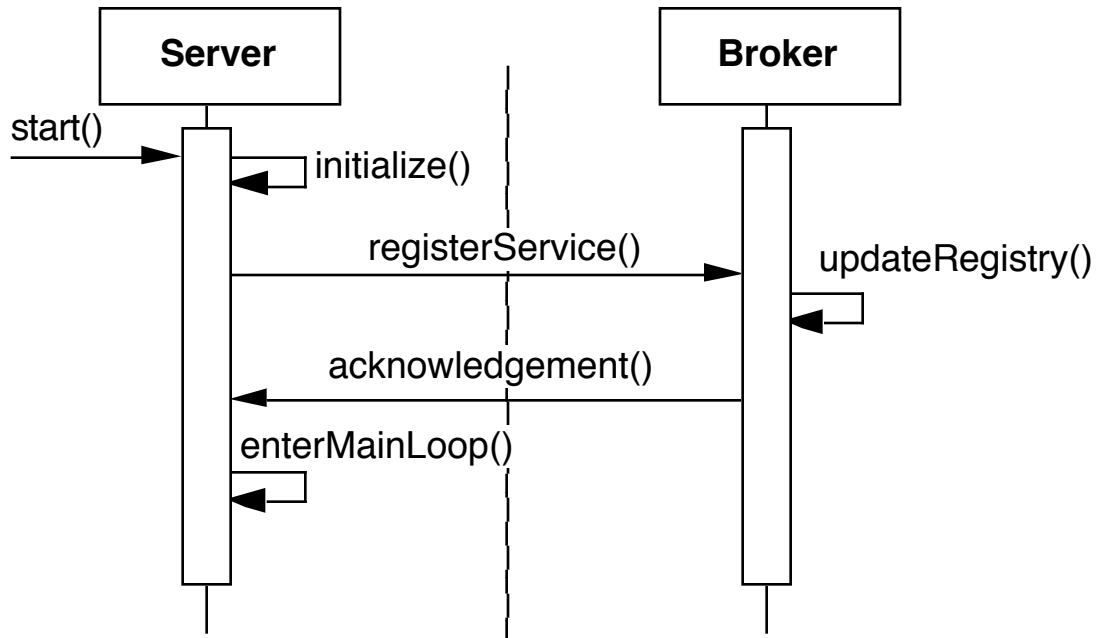 Server
Broker
start()
initialize()
registerService()
updateRegistry()
acknowledgement()
enterMainLoop()